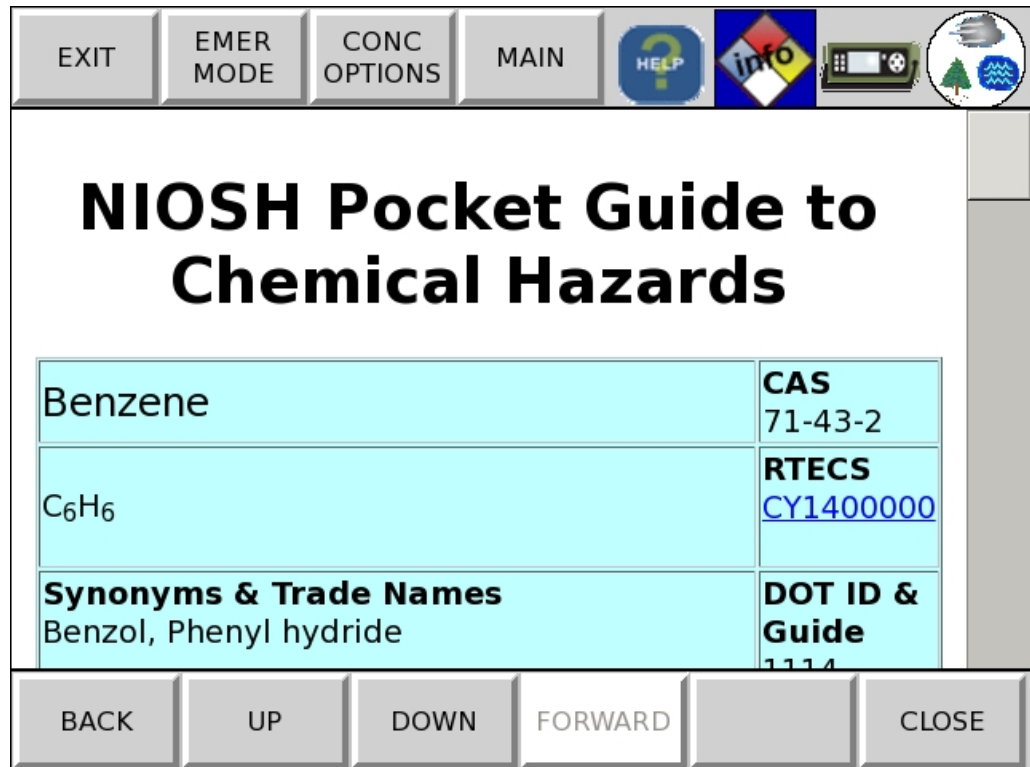 EXIT
EMER
MODE
CONC
OPTIONS
MAIN
HELP
info
NIOSH Pocket Guide to
Chemical Hazards
Benzene
CAS
71-43-2
C₆H₆
RTECS
CY1400000
Synonyms & Trade Names
Benzol, Phenyl hydride
DOT ID &
Guide
1114
BACK
UP
DOWN
FORWARD
CLOSE